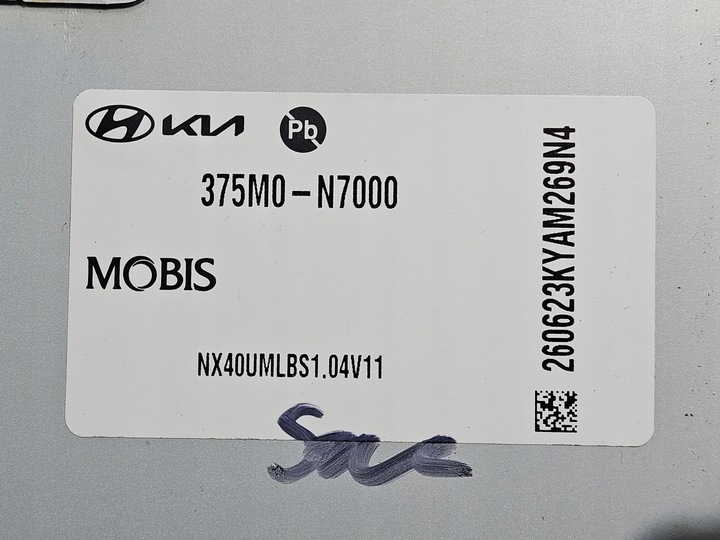 KIA
Pb
375M0-N7000
MOBIS
NX40UMLBS1.04V11
260623KYAM269N4